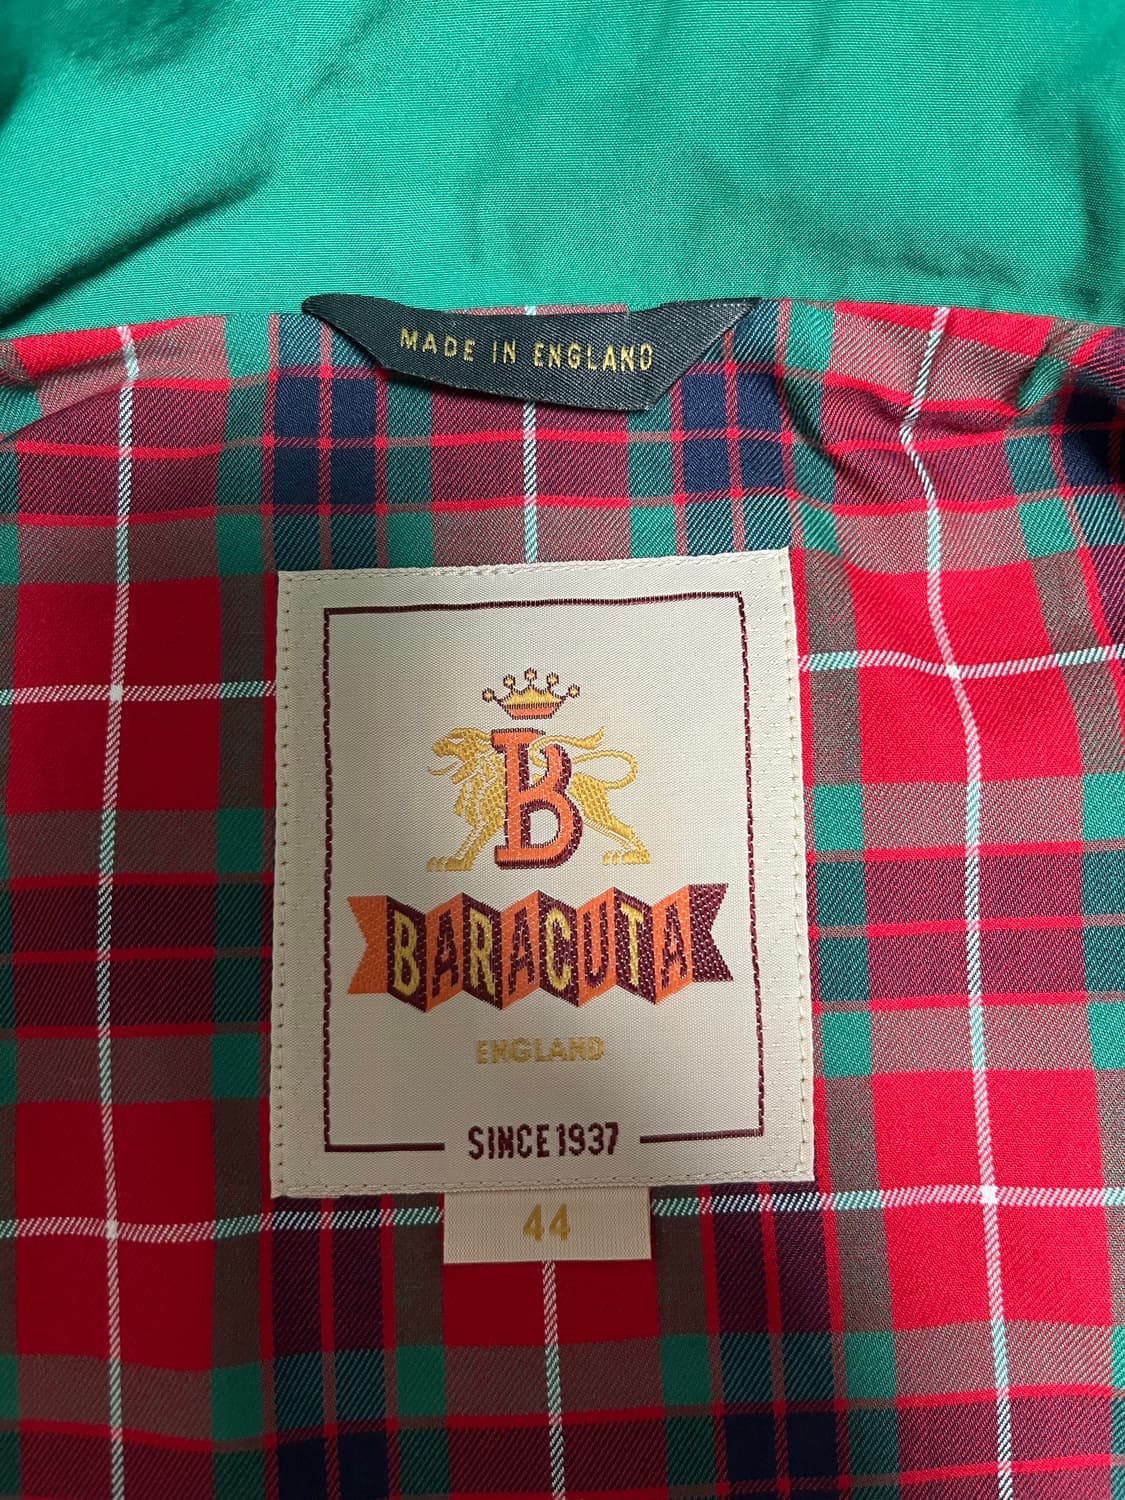 MADE IN ENGLAND
B
BARACUTA
ENGLAND
SINCE 1937
44